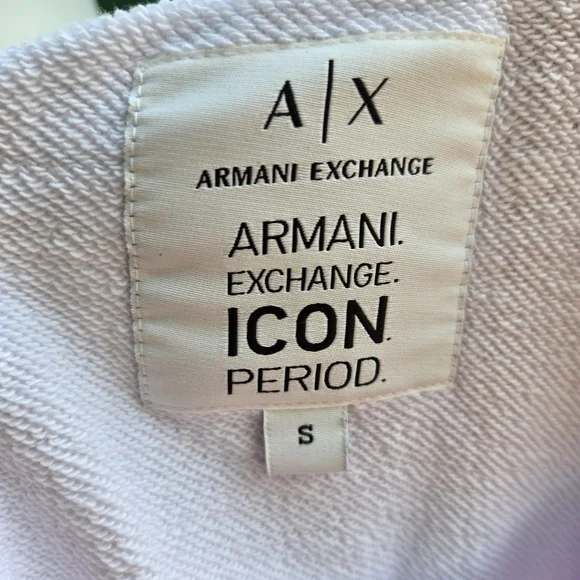 A|X
ARMANI EXCHANGE
ARMANI.
EXCHANGE.
ICON.
PERIOD.
S